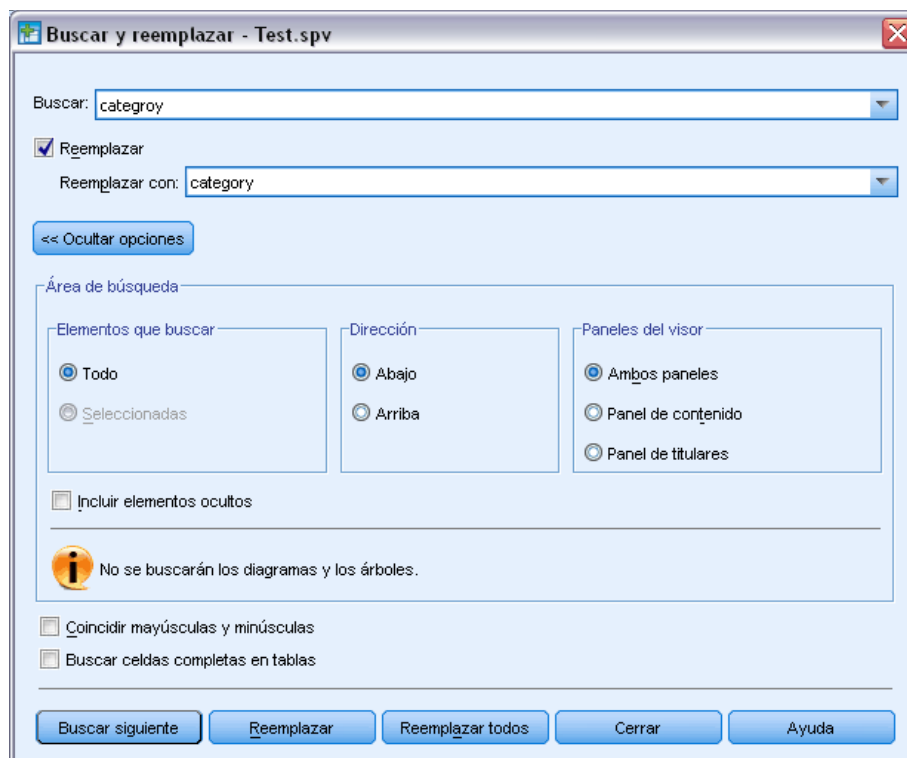 Buscar y reemplazar - Test.spv
Buscar: categroy
Reemplazar
Reemplazar con: category
<< Ocultar opciones
Área de búsqueda
Elementos que buscar Dirección Paneles del visor
Todo Abajo Ambos paneles
Seleccionadas Arriba Panel de contenido
Panel de titulares
Incluir elementos ocultos
No se buscarán los diagramas y los árboles.
Coincidir mayúsculas y minúsculas
Buscar celdas completas en tablas
Buscar siguiente Reemplazar Reemplazar todos Cerrar Ayuda